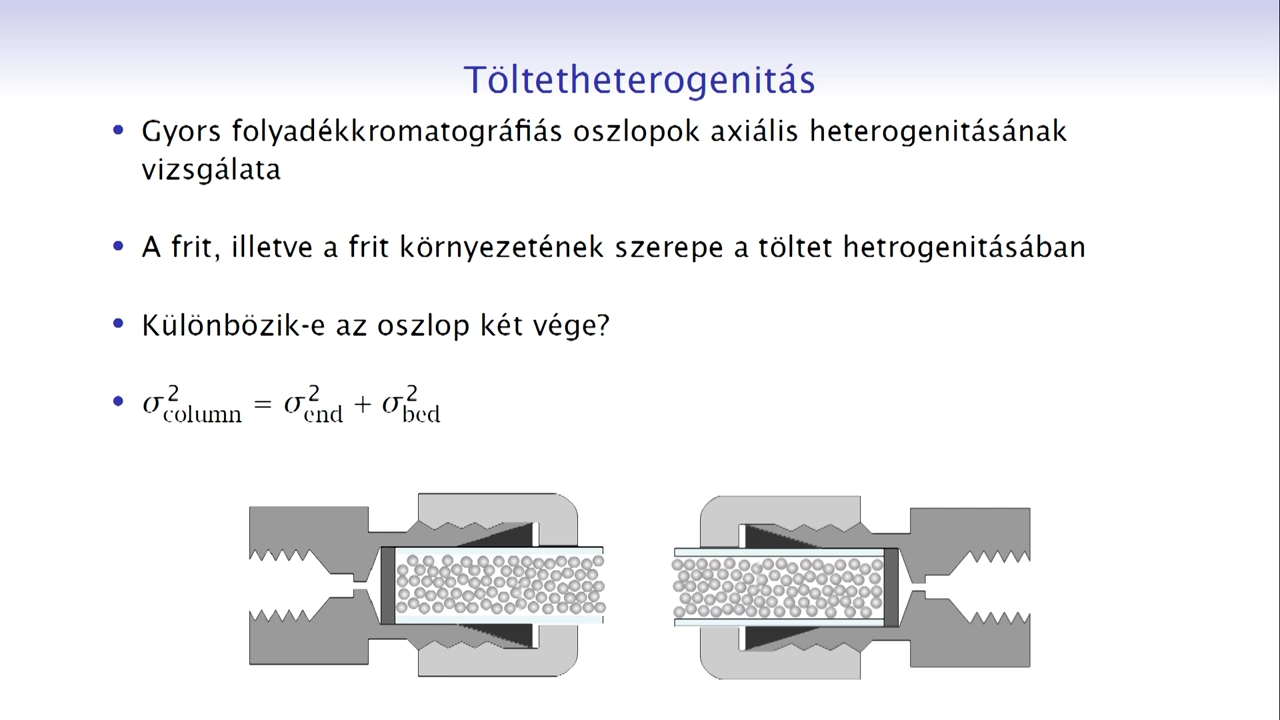 Töltetheterogenitás
Gyors folyadékkromatográfiás oszlopok axiális heterogenitásának
vizsgálata
A frit, illetve a frit környezetének szerepe a töltet hetrogenitásában
Különbözik-e az oszlop két vége?
σ²column = σ²end + σ²bed